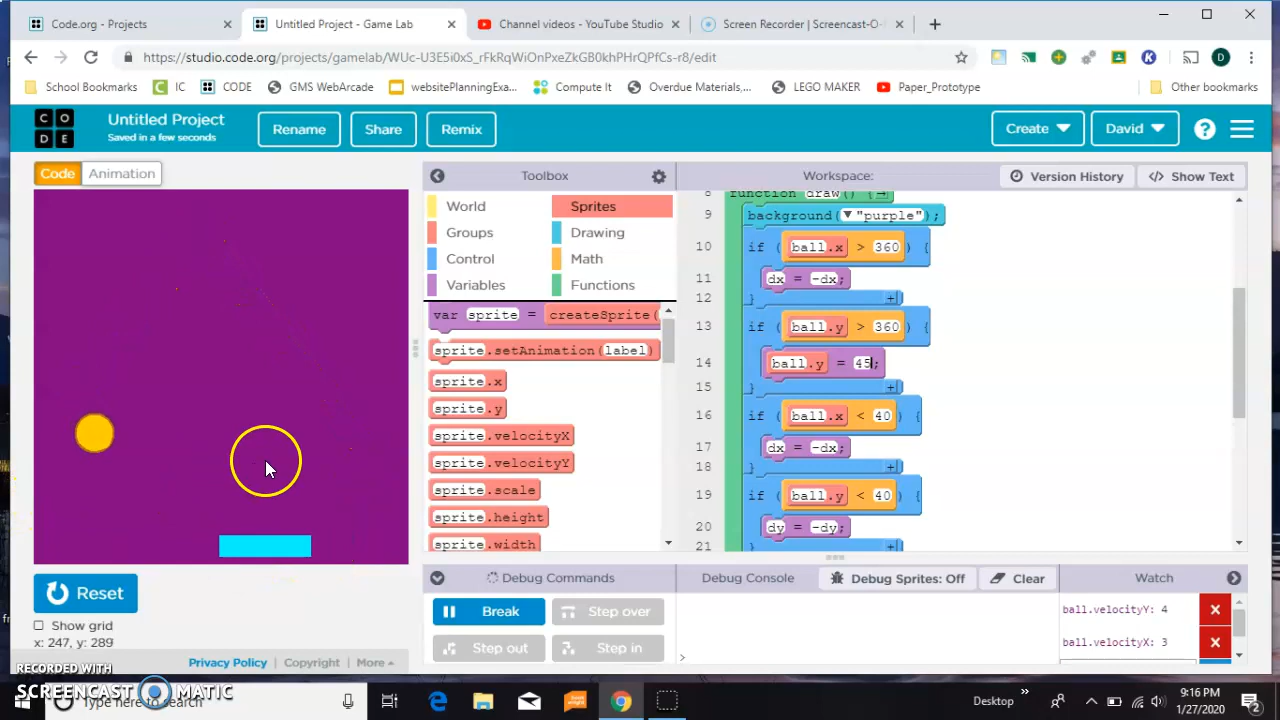 Code.org - Projects
Untitled Project - Game Lab
Channel videos - YouTube Studio
Screen Recorder | Screencast-O-
https://studio.code.org/projects/gamelab/WUc-U3E5i0xS_rFkRqWiOnPxeZkGB0khPHrQPfCs-r8/edit
D
School Bookmarks
IC
CODE
GMS WebArcade
websitePlanningExa...
Compute It
Overdue Materials,...
LEGO MAKER
Paper_Prototype
Other bookmarks
CODE
Untitled Project
Saved in a few seconds
Rename
Share
Remix
Create
David
?
Code
Animation
Toolbox
Workspace:
Version History
</> Show Text
World
Sprites
Groups
Drawing
Control
Math
Variables
Functions
var sprite = createSprite(
sprite.setAnimation(label)
sprite.x
sprite.y
sprite.velocityX
sprite.velocityY
sprite.scale
sprite.height
sprite.width
8 function draw() {
9 background("purple");
10 if (ball.x > 360) {
11 dx = -dx;
12 }
13 if (ball.y > 360) {
14 ball.y = 45;
15 }
16 if (ball.x < 40) {
17 dx = -dx;
18 }
19 if (ball.y < 40) {
20 dy = -dy;
21 }
Reset
Show grid
x: 247, y: 289
Debug Commands
Debug Console
Debug Sprites: Off
Clear
Watch
Break
Step over
Step out
Step in
>
ball.velocityY: 4
ball.velocityX: 3
Privacy Policy
Copyright
More
RECORDED WITH
SCREENCAST MATIC
Type here to search
Desktop
9:16 PM
1/27/2020
2